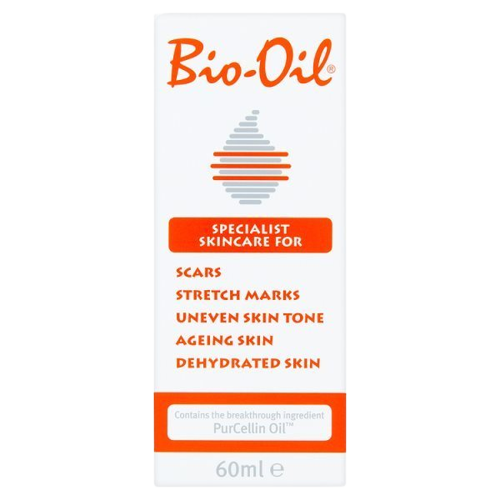 Bio-Oil®
SPECIALIST
SKINCARE FOR
SCARS
STRETCH MARKS
UNEVEN SKIN TONE
AGEING SKIN
DEHYDRATED SKIN
Contains the breakthrough ingredient
PurCellin Oil™
60ml ℮